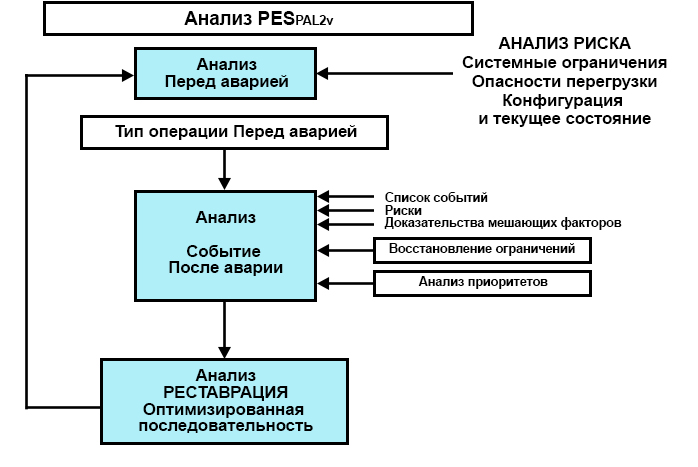 Анализ PESPAL2v
Анализ
Перед аварией
АНАЛИЗ РИСКА
Системные ограничения
Опасности перегрузки
Конфигурация
и текущее состояние
Тип операции Перед аварией
Анализ
Событие
После аварии
Список событий
Риски
Доказательства мешающих факторов
Восстановление ограничений
Анализ приоритетов
Анализ
РЕСТАВРАЦИЯ
Оптимизированная
последовательность